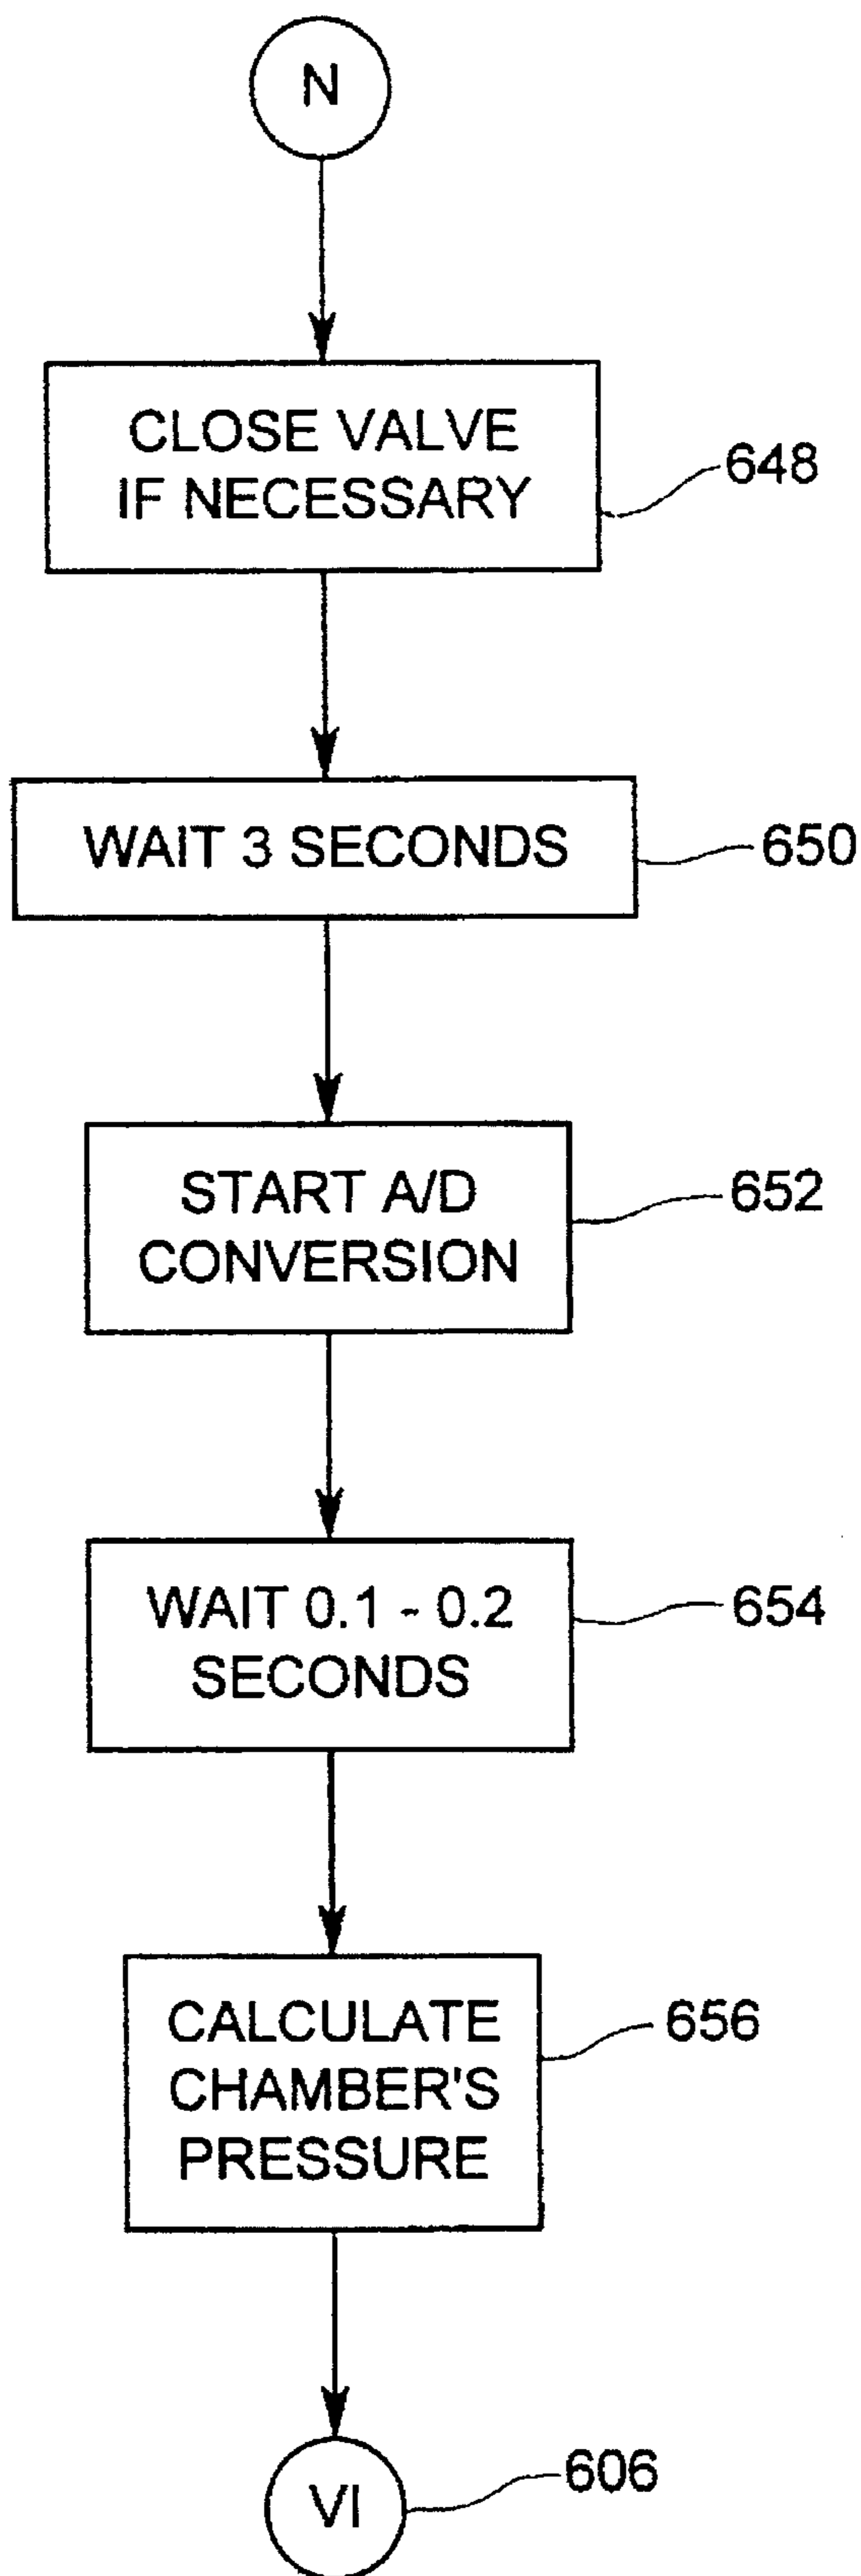 N
CLOSE VALVE
IF NECESSARY
648
WAIT 3 SECONDS
650
START A/D
CONVERSION
652
WAIT 0.1 - 0.2
SECONDS
654
CALCULATE
CHAMBER'S
PRESSURE
656
VI
606